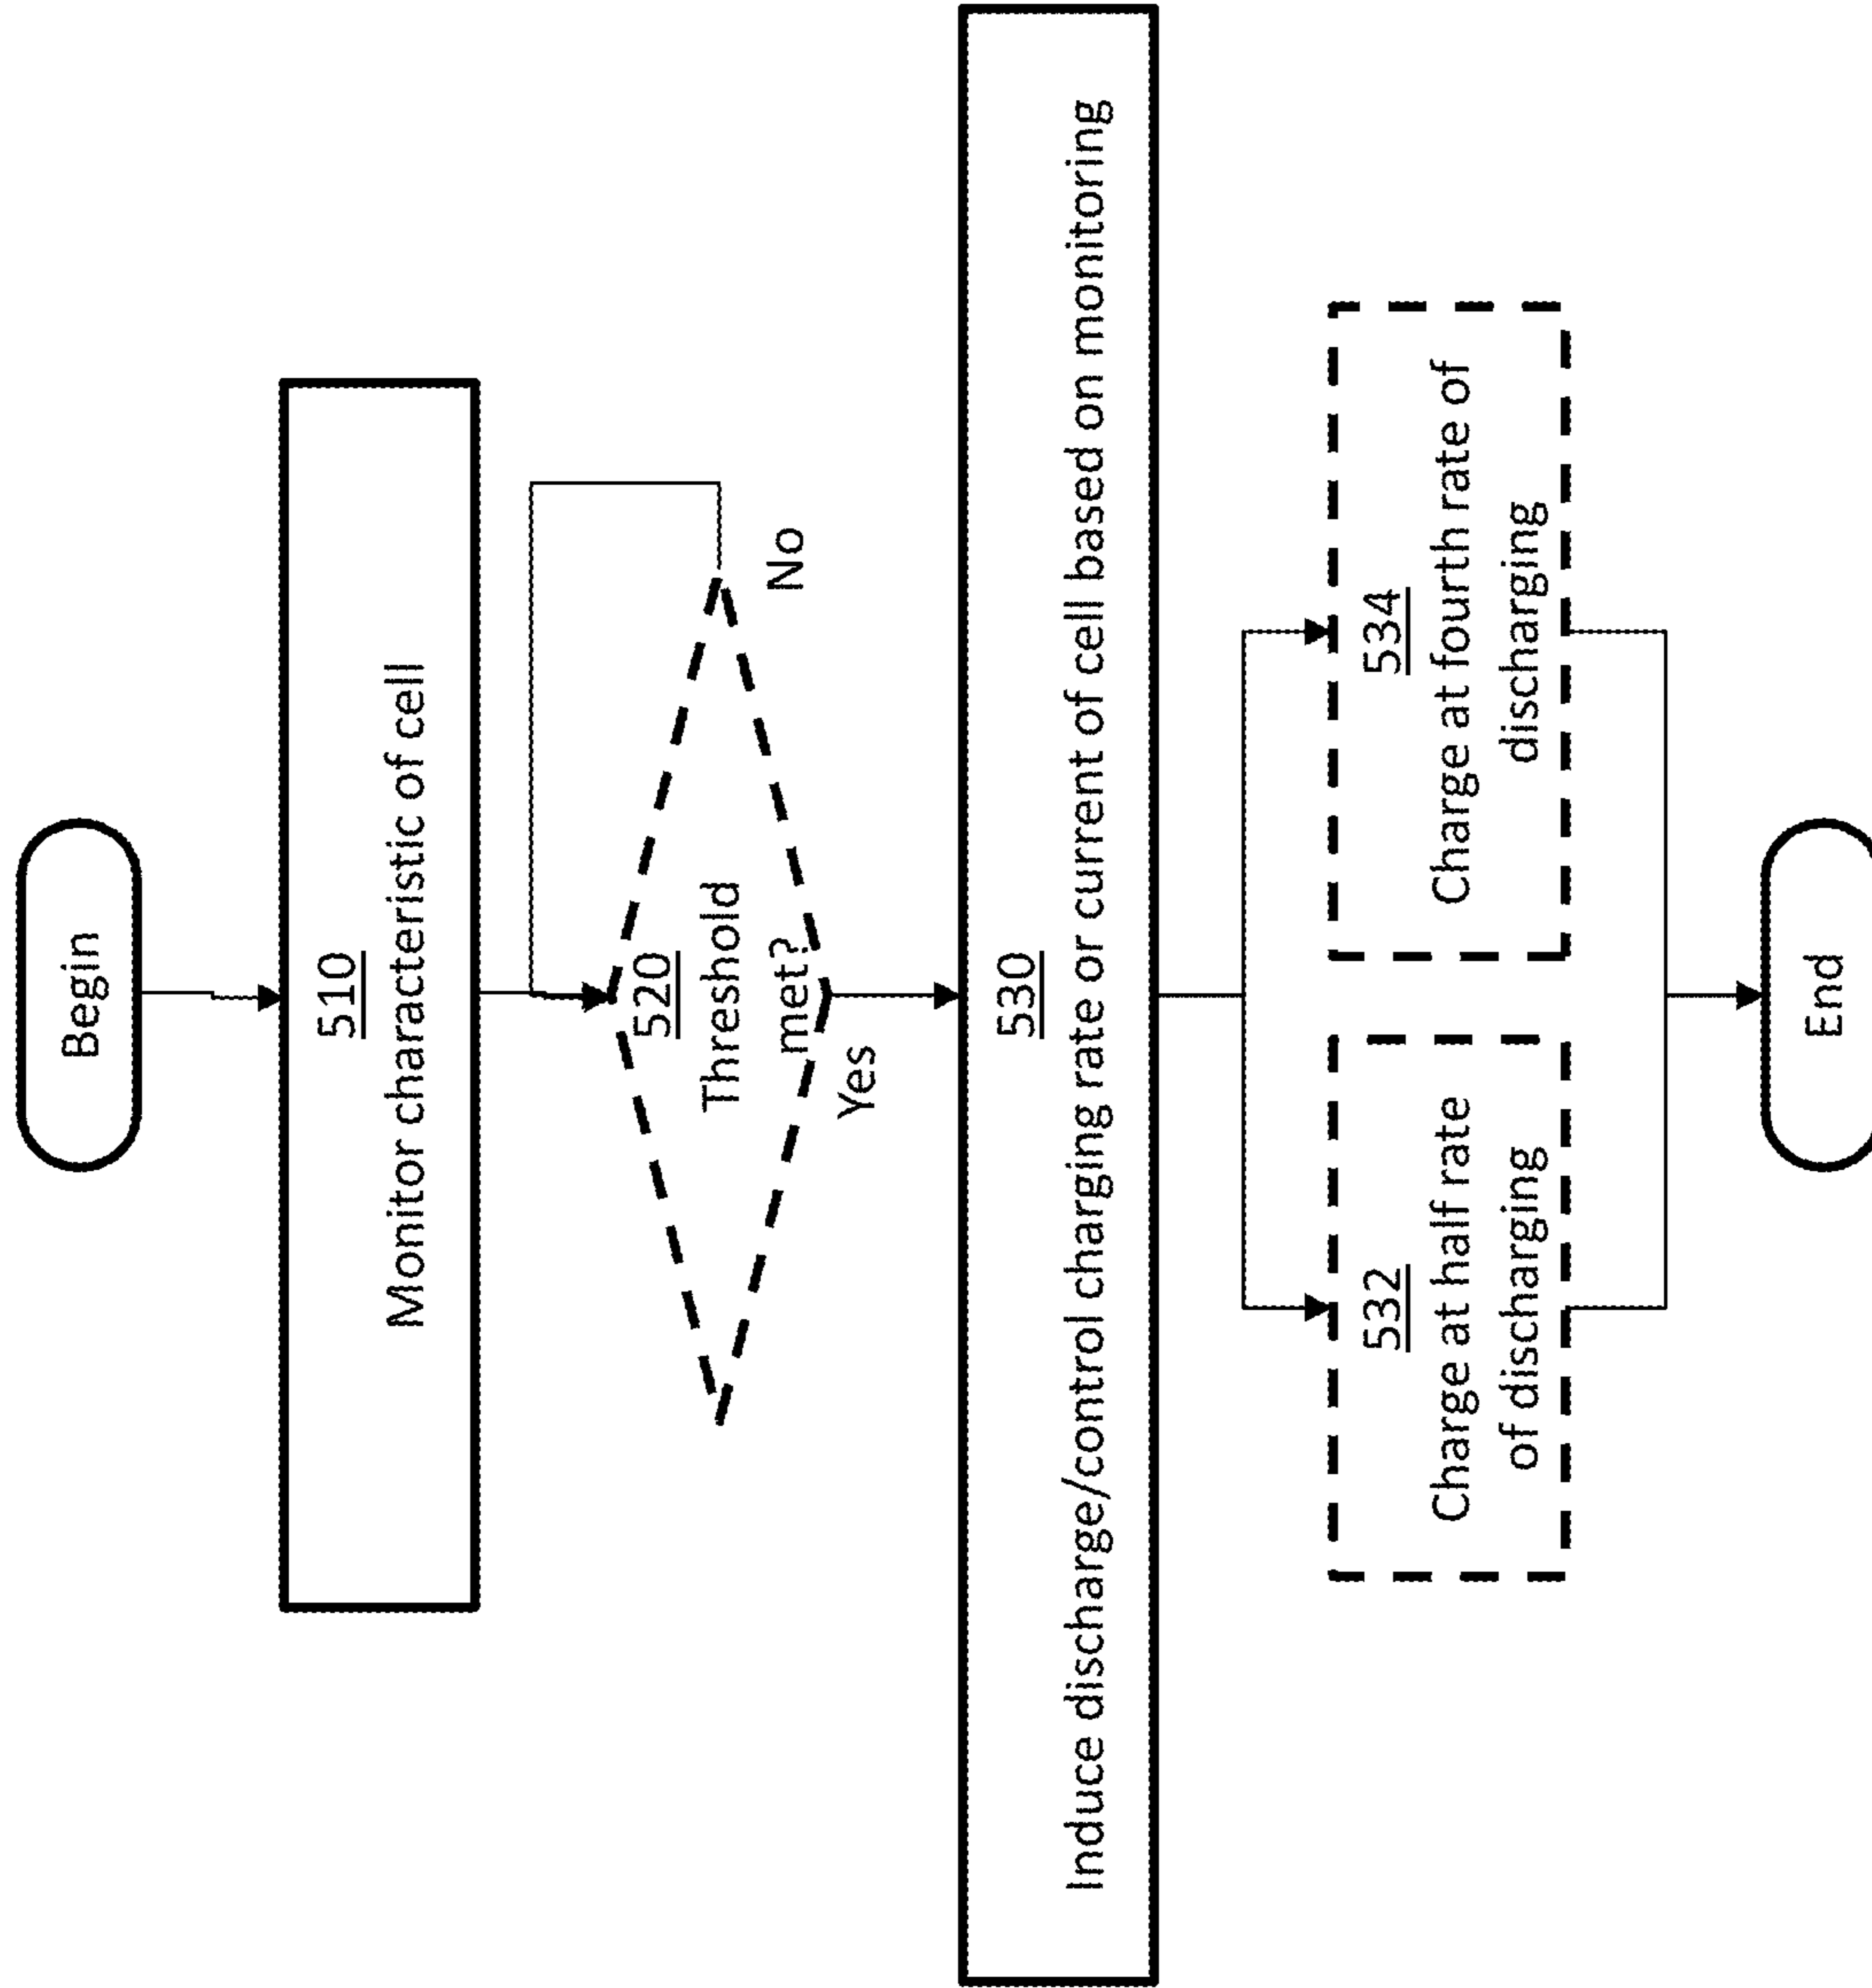 Begin
510
Monitor characteristic of cell
520
Threshold
met?
No
Yes
530
Induce discharge/control charging rate or current of cell based on monitoring
532
Charge at half rate
of discharging
534
Charge at fourth rate of
discharging
End